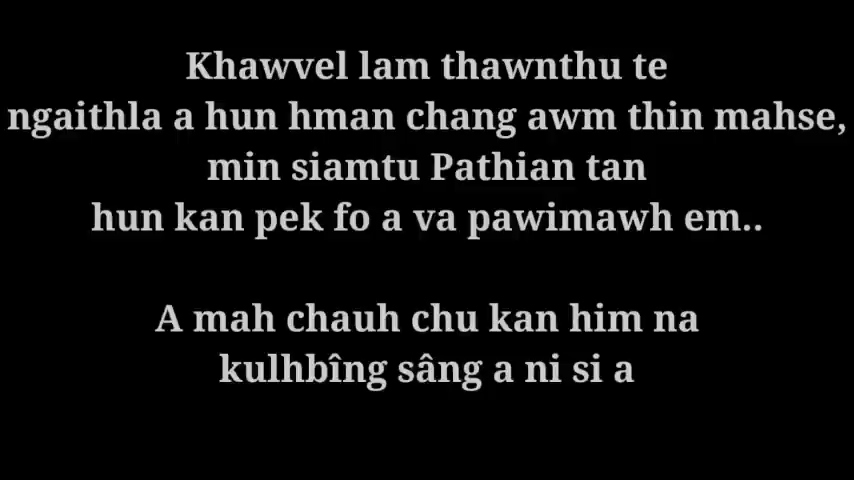 Khawvel lam thawnthu te
ngaithla a hun hman chang awm thin mahse,
min siamtu Pathian tan
hun kan pek fo a va pawimawh em..
A mah chauh chu kan him na
kulhbîng sâng a ni si a